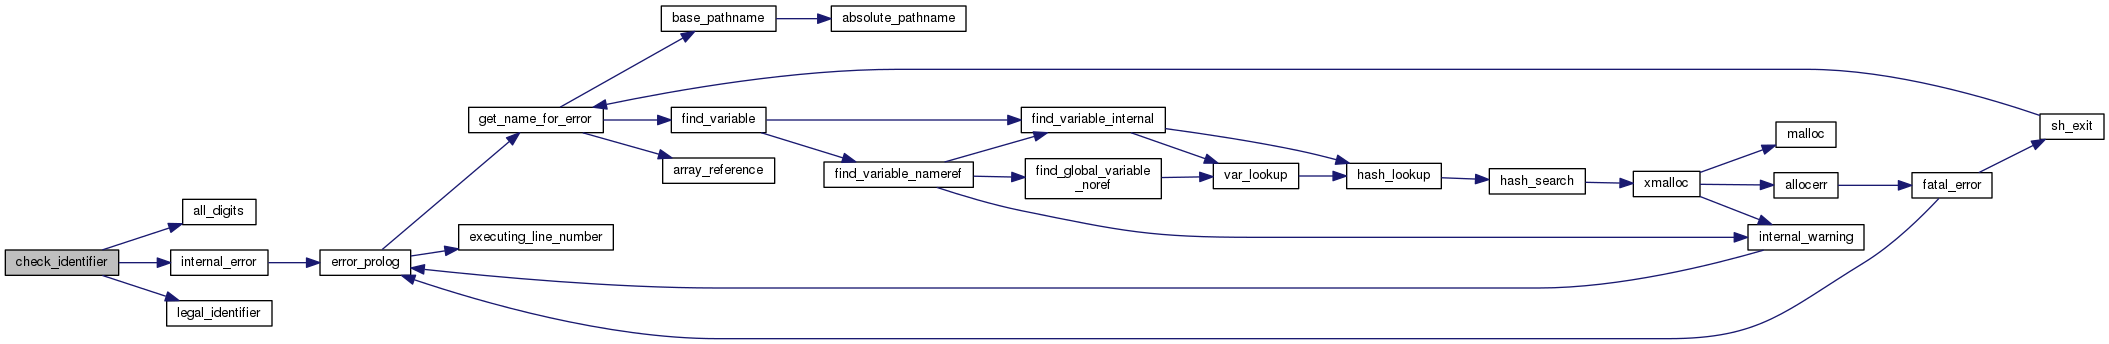 base_pathname
absolute_pathname
get_name_for_error
find_variable
find_variable_internal
sh_exit
malloc
array_reference
find_variable_nameref
find_global_variable
_noref
var_lookup
hash_lookup
hash_search
xmalloc
allocerr
fatal_error
all_digits
executing_line_number
internal_warning
check_identifier
internal_error
error_prolog
legal_identifier